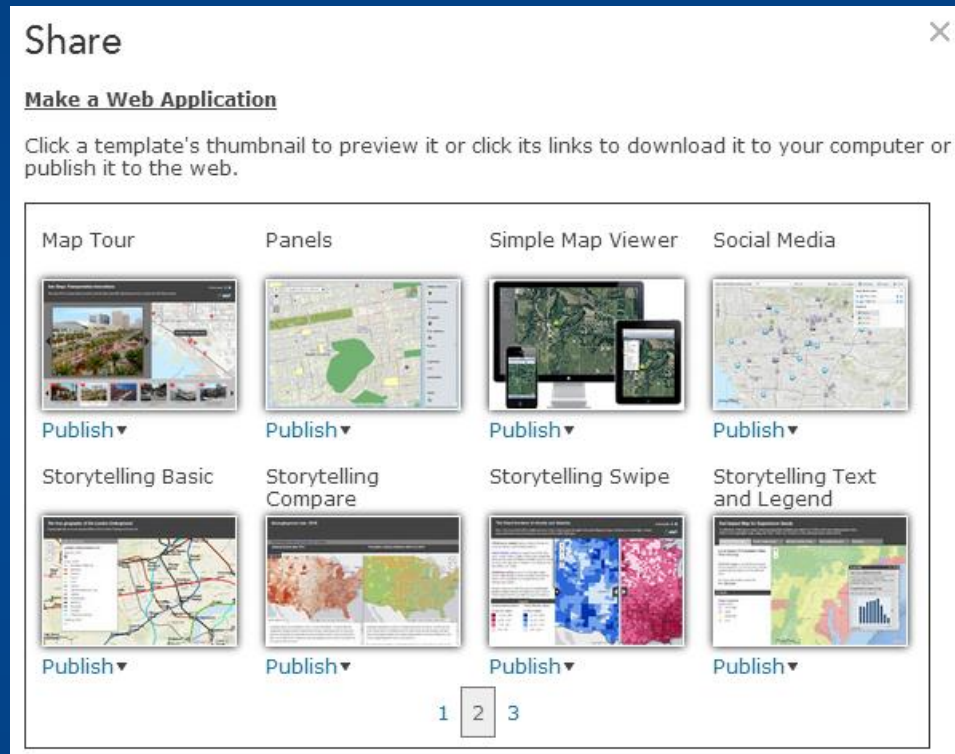 Share
Make a Web Application
Click a template's thumbnail to preview it or click its links to download it to your computer or
publish it to the web.
Map Tour
Panels
Simple Map Viewer
Social Media
Publish▼
Publish▼
Publish▼
Publish▼
Storytelling Basic
Storytelling
Compare
Storytelling Swipe
Storytelling Text
and Legend
Publish▼
Publish▼
Publish▼
Publish▼
1 2 3